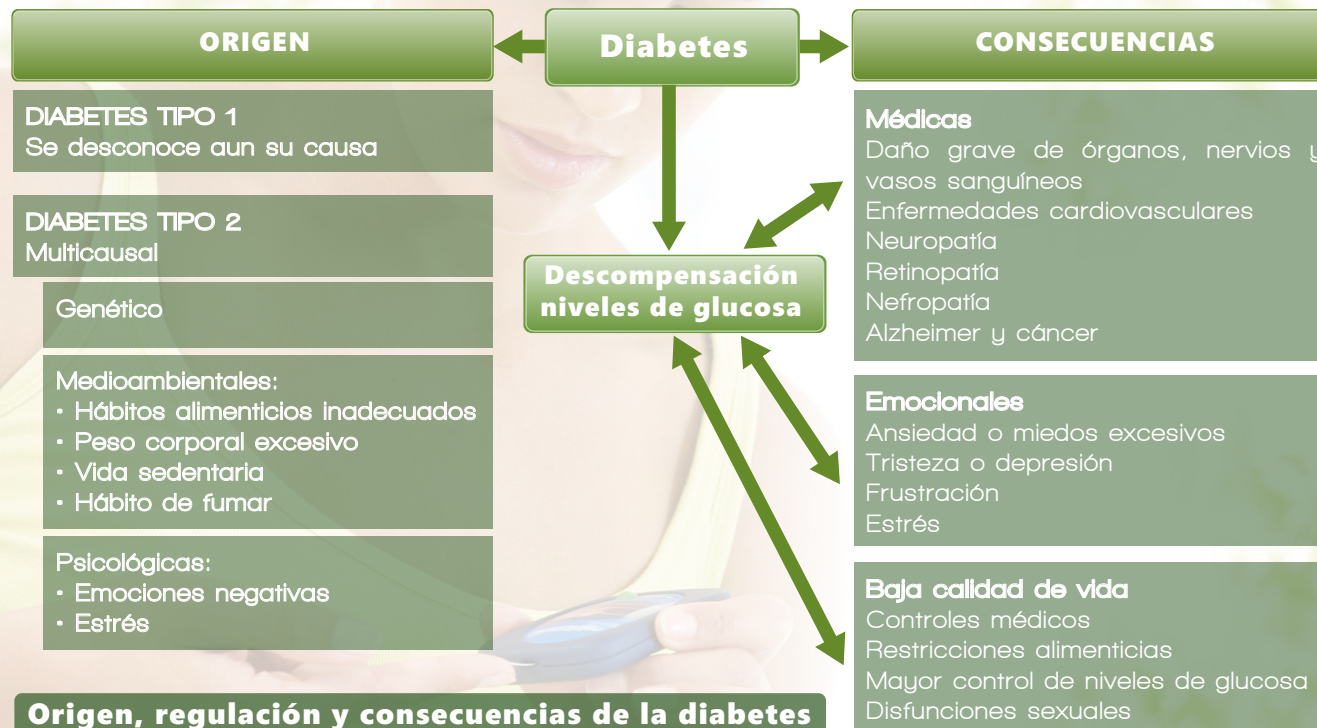 ORIGEN
DIABETES TIPO 1
Se desconoce aun su causa
DIABETES TIPO 2
Multicausal
Genético
Medioambientales:
• Hábitos alimenticios inadecuados
• Peso corporal excesivo
• Vida sedentaria
• Hábito de fumar
Psicológicas:
• Emociones negativas
• Estrés
Diabetes
Descompensación
niveles de glucosa
CONSECUENCIAS
Médicas
Daño grave de órganos, nervios y
vasos sanguíneos
Enfermedades cardiovasculares
Neuropatía
Retinopatía
Nefropatía
Alzheimer y cáncer
Emocionales
Ansiedad o miedos excesivos
Tristeza o depresión
Frustración
Estrés
Baja calidad de vida
Controles médicos
Restricciones alimenticias
Mayor control de niveles de glucosa
Disfunciones sexuales
Origen, regulación y consecuencias de la diabetes